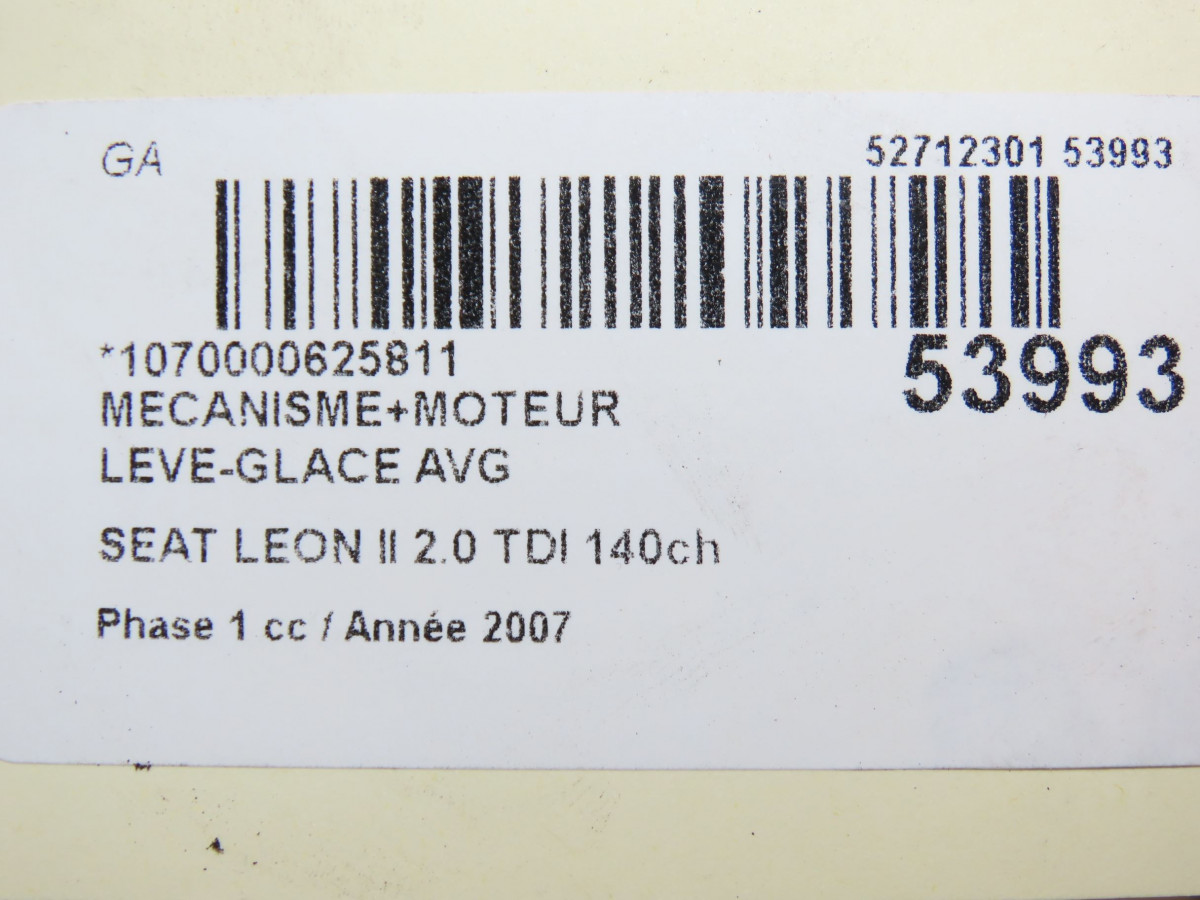 GA
52712301 53993
*1070000625811
53993
MECANISME+MOTEUR
LEVE-GLACE AVG
SEAT LEON II 2.0 TDI 140ch
Phase 1 cc / Année 2007